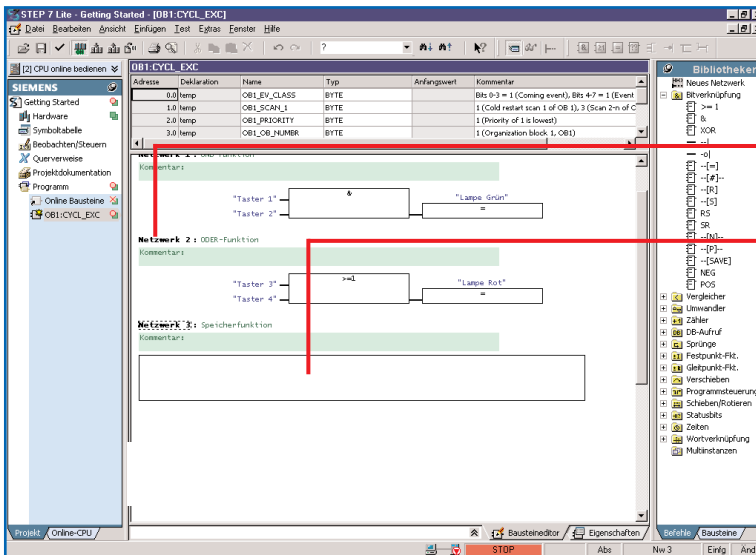 STEP 7 Lite - Getting Started - [OB1:CYCL_EXC]
Datei Bearbeiten Ansicht Einfügen Test Extras Fenster Hilfe
?
[2] CPU online bedienen
SIEMENS
Getting Started
Hardware
Symboltabelle
Beobachten/Steuern
Querverweise
Projektdokumentation
Programm
Online Bausteine
OB1:CYCL_EXC
Projekt Online-CPU
OB1:CYCL_EXC
Adresse Deklaration Name Typ Anfangswert Kommentar
0.0 temp OB1_EV_CLASS BYTE Bits 0-3 = 1 (Coming event), Bits 4-7 = 1 (Event
1.0 temp OB1_SCAN_1 BYTE 1 (Cold restart scan 1 of OB 1), 3 (Scan 2-n of O
2.0 temp OB1_PRIORITY BYTE 1 (Priority of 1 is lowest)
3.0 temp OB1_OB_NUMBR BYTE 1 (Organization block 1, OB1)
Netzwerk 1 : UND-Funktion
Kommentar:
"Taster 1"
"Taster 2"
&
"Lampe Grün"
=
Netzwerk 2 : ODER-Funktion
Kommentar:
"Taster 3"
"Taster 4"
>=1
"Lampe Rot"
=
Netzwerk 3: Speicherfunktion
Kommentar:
Bausteineditor Eigenschaften
Bibliotheken
Neues Netzwerk
Bitverknüpfung
>= 1
&
XOR
--|
-o|
--[=]
--[#]--
--[R]
--[S]
RS
SR
--[N]--
--[P]--
--[SAVE]
NEG
POS
Vergleicher
Umwandler
Zähler
DB-Aufruf
Sprünge
Festpunkt-Fkt.
Gleitpunkt-Fkt.
Verschieben
Programmsteuerung
Schieben/Rotieren
Statusbits
Zeiten
Wortverknüpfung
Multiinstanzen
Befehle Bausteine
STOP Abs Nw 3 Einfg Änd